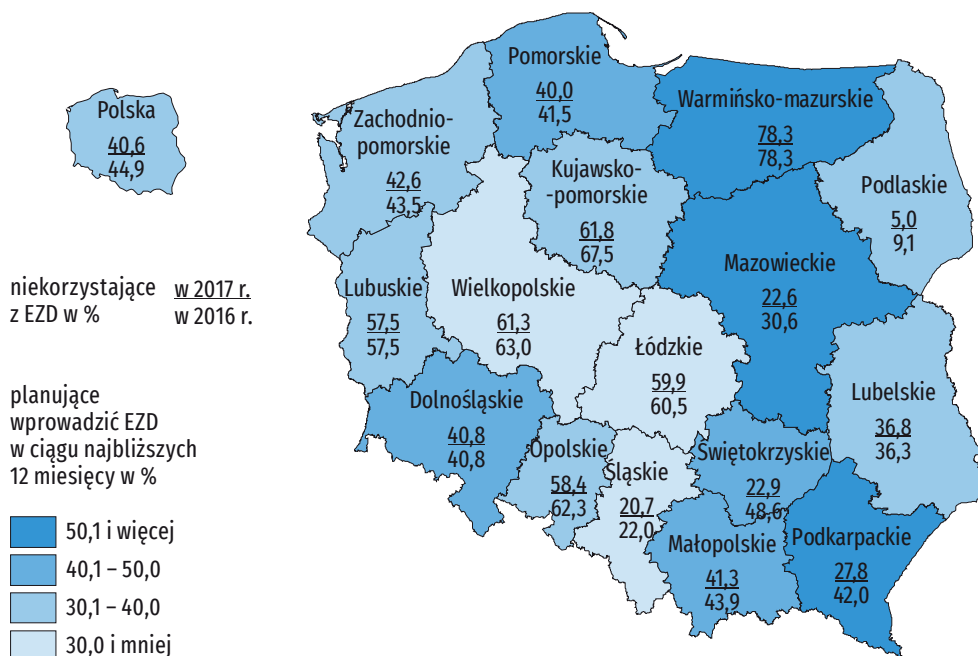 Polska
40,6
44,9
niekorzystające
z EZD w %
w 2017 r.
w 2016 r.
planujące
wprowadzić EZD
w ciągu najbliższych
12 miesięcy w %
50,1 i więcej
40,1 – 50,0
30,1 – 40,0
30,0 i mniej
Pomorskie
40,0
41,5
Warmińsko-mazurskie
78,3
78,3
Zachodnio-
pomorskie
42,6
43,5
Kujawsko-
-pomorskie
61,8
67,5
Podlaskie
5,0
9,1
Mazowieckie
22,6
30,6
Lubuskie
57,5
57,5
Wielkopolskie
61,3
63,0
Łódzkie
59,9
60,5
Lubelskie
36,8
36,3
Dolnośląskie
40,8
40,8
Opolskie
58,4
62,3
Śląskie
20,7
22,0
Świętokrzyskie
22,9
48,6
Małopolskie
41,3
43,9
Podkarpackie
27,8
42,0